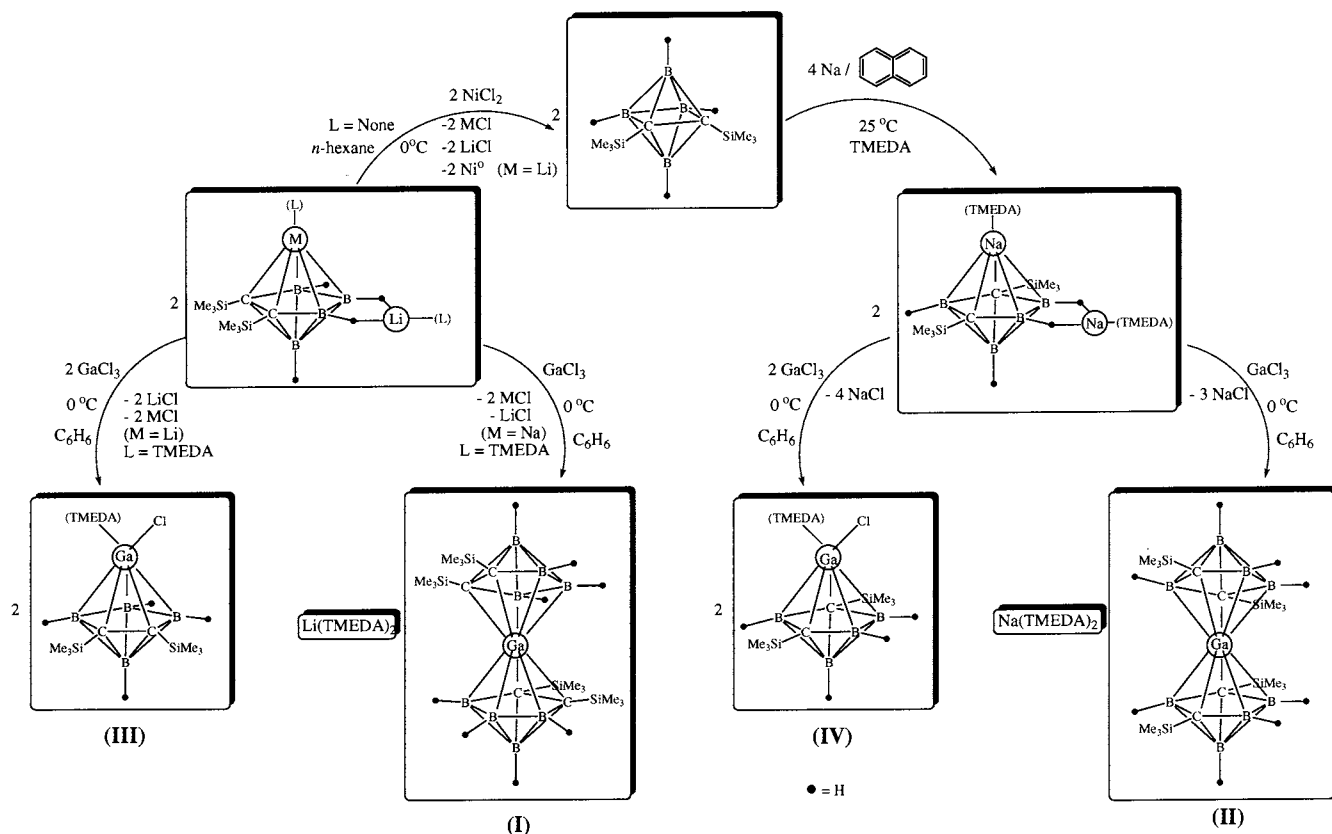 2 NiCl2
L = None
-2 MCl
n-hexane
0°C
-2 LiCl
-2 Ni° (M = Li)
2
B
B
B
C
C
Me3Si
SiMe3
B
4 Na /
25 °C
TMEDA
2
(L)
M
Me3Si
C
B
B
Me3Si
C
B
Li
(L)
B
2
(TMEDA)
Na
SiMe3
B
C
B
Me3Si
C
B
Na
(TMEDA)
B
2 GaCl3
0 °C
C6H6
- 2 LiCl
- 2 MCl
(M = Li)
L = TMEDA
- 2 MCl
- LiCl
(M = Na)
L = TMEDA
GaCl3
0 °C
C6H6
2 GaCl3
0 °C
C6H6
- 4 NaCl
- 3 NaCl
GaCl3
0 °C
C6H6
2
(TMEDA)
Cl
Ga
B
B
B
C
C
Me3Si
SiMe3
B
(III)
Li(TMEDA)2
B
Me3Si
C
B
Me3Si
C
B
B
Ga
SiMe3
B
C
C
SiMe3
B
B
B
(I)
2
(TMEDA)
Cl
Ga
SiMe3
B
C
B
Me3Si
C
B
B
(IV)
● = H
Na(TMEDA)2
B
C
B
B
C
B
SiMe3
Ga
SiMe3
B
C
B
Me3Si
C
B
B
(II)